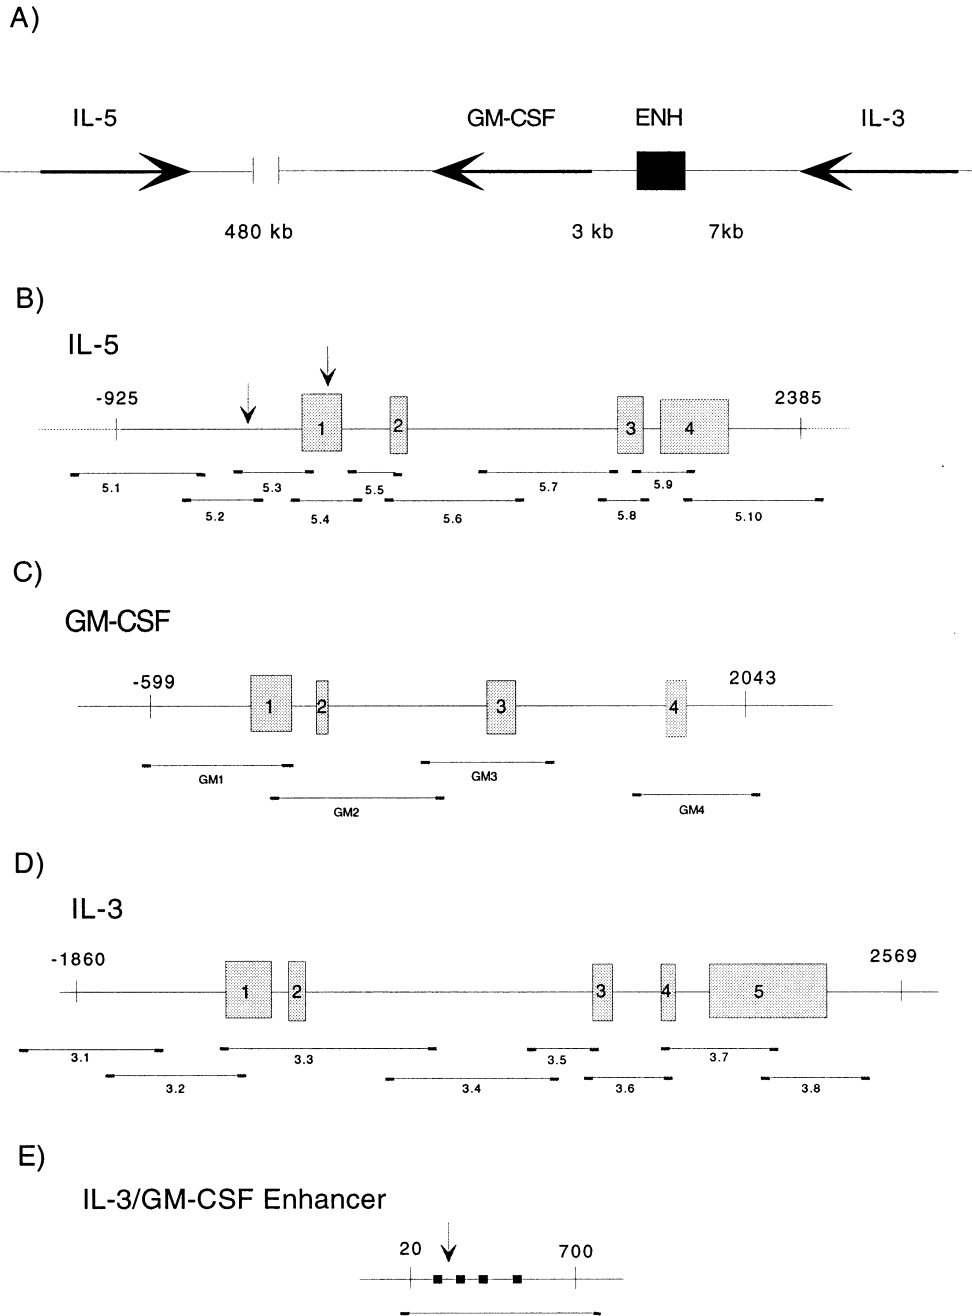 A)
IL-5 GM-CSF ENH IL-3
480 kb 3 kb 7kb
B)
IL-5
-925 2385
1 2 3 4
5.1 5.3 5.5 5.7 5.9
5.2 5.4 5.6 5.8 5.10
C)
GM-CSF
-599 2043
1 2 3 4
GM1 GM3
GM2 GM4
D)
IL-3
-1860 2569
1 2 3 4 5
3.1 3.3 3.5 3.7
3.2 3.4 3.6 3.8
E)
IL-3/GM-CSF Enhancer
20 700